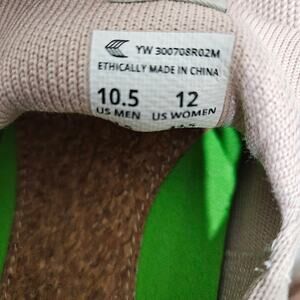 YW 300708R02M
ETHICALLY MADE IN CHINA
10.5 12
US MEN US WOMEN